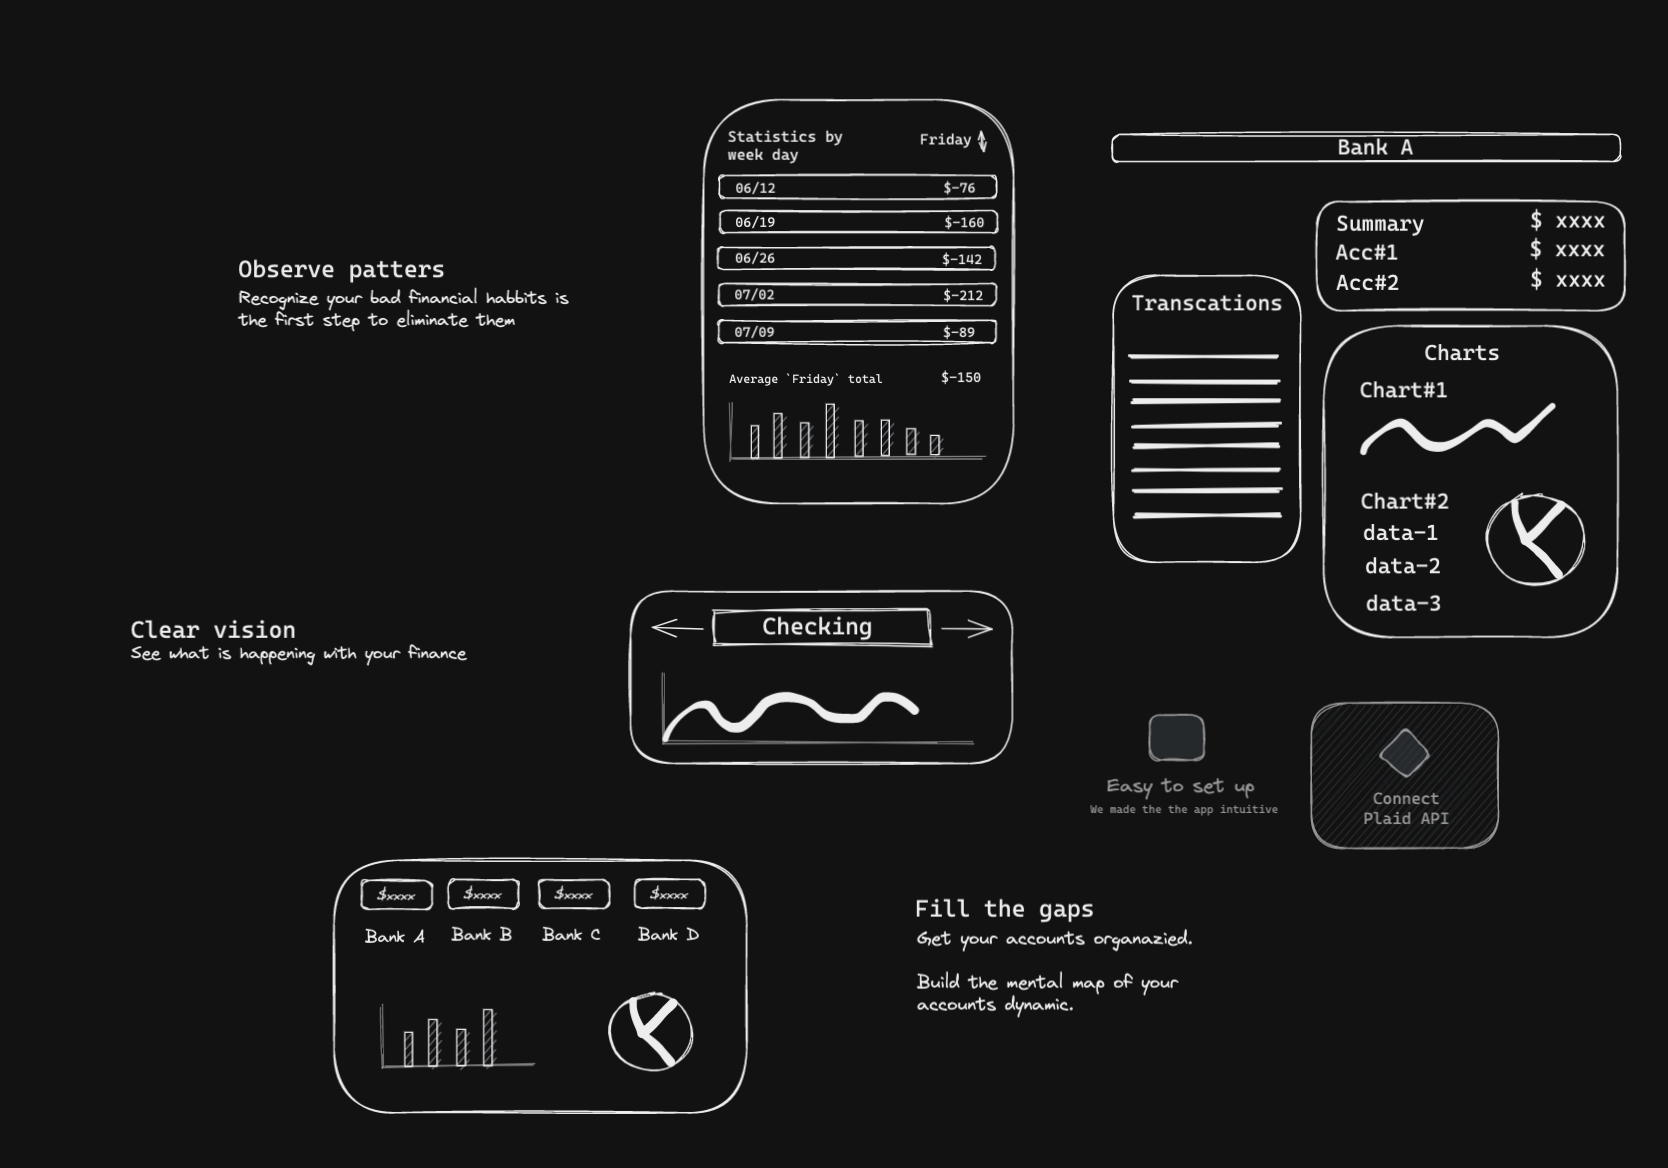 Statistics by
week day
Friday
06/12 $-76
06/19 $-160
06/26 $-142
07/02 $-212
07/09 $-89
Average `Friday` total $-150
Observe patters
Recognize your bad financial habbits is
the first step to eliminate them
Bank A
Summary $ xxxx
Acc#1 $ xxxx
Acc#2 $ xxxx
Transcations
Charts
Chart#1
Chart#2
data-1
data-2
data-3
Clear vision
See what is happening with your finance
Checking
Easy to set up
We made the the app intuitive
Connect
Plaid API
$xxxx $xxxx $xxxx $xxxx
Bank A Bank B Bank C Bank D
Fill the gaps
Get your accounts organazied.
Build the mental map of your
accounts dynamic.